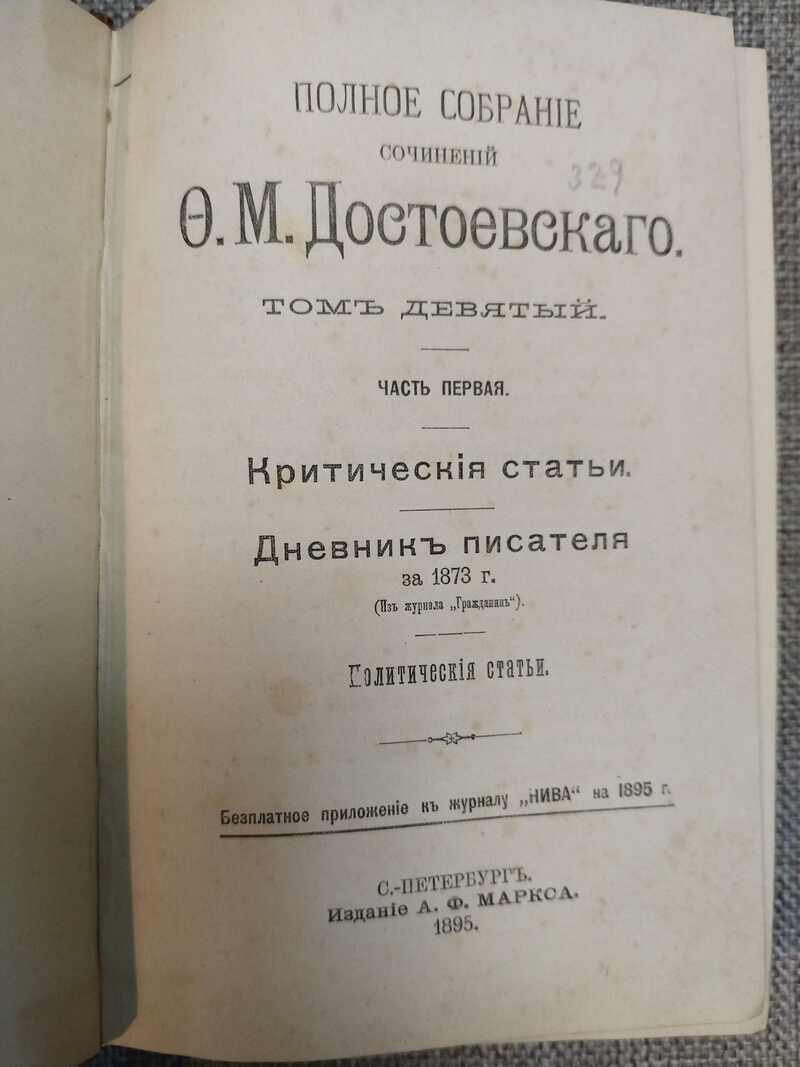 ПОЛНОЕ СОБРАНІЕ
СОЧИНЕНІЙ
329
Ѳ. М. Достоевскаго.
ТОМЪ ДЕВЯТЫЙ.
ЧАСТЬ ПЕРВАЯ.
Критическія статьи.
Дневникъ писателя
за 1873 г.
(Изъ журнала „Гражданинъ“).
Политическія статьи.
Безплатное приложеніе къ журналу „НИВА“ на 1895 г.
С.-ПЕТЕРБУРГЪ.
Изданіе А. Ф. МАРКСА.
1895.